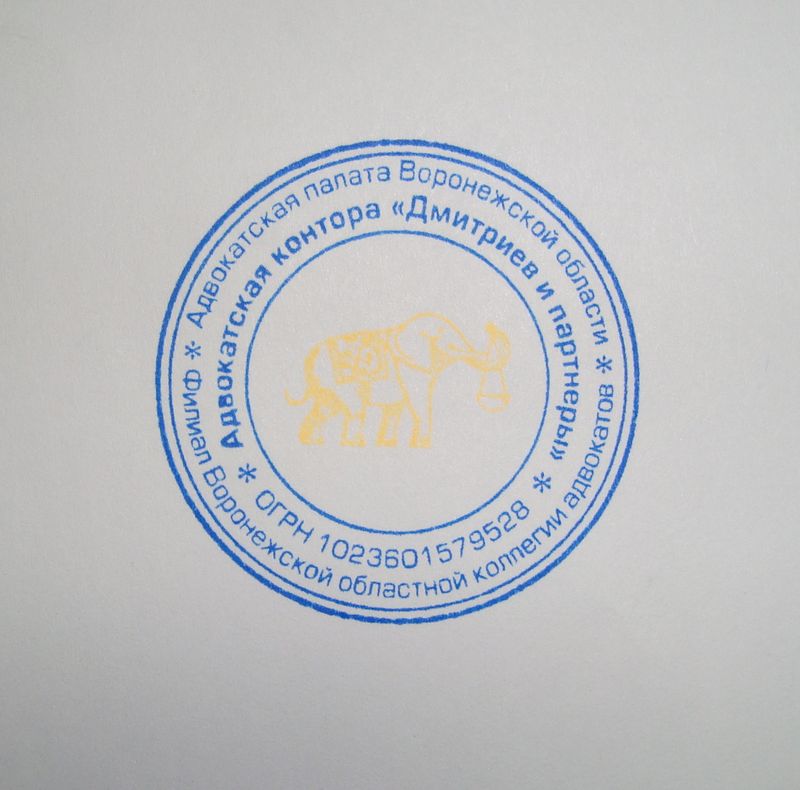 Адвокатская палата Воронежской области *
Филиал Воронежской областной коллегии адвокатов *
Адвокатская контора «Дмитриев и партнеры»
* ОГРН 1023601579528 *